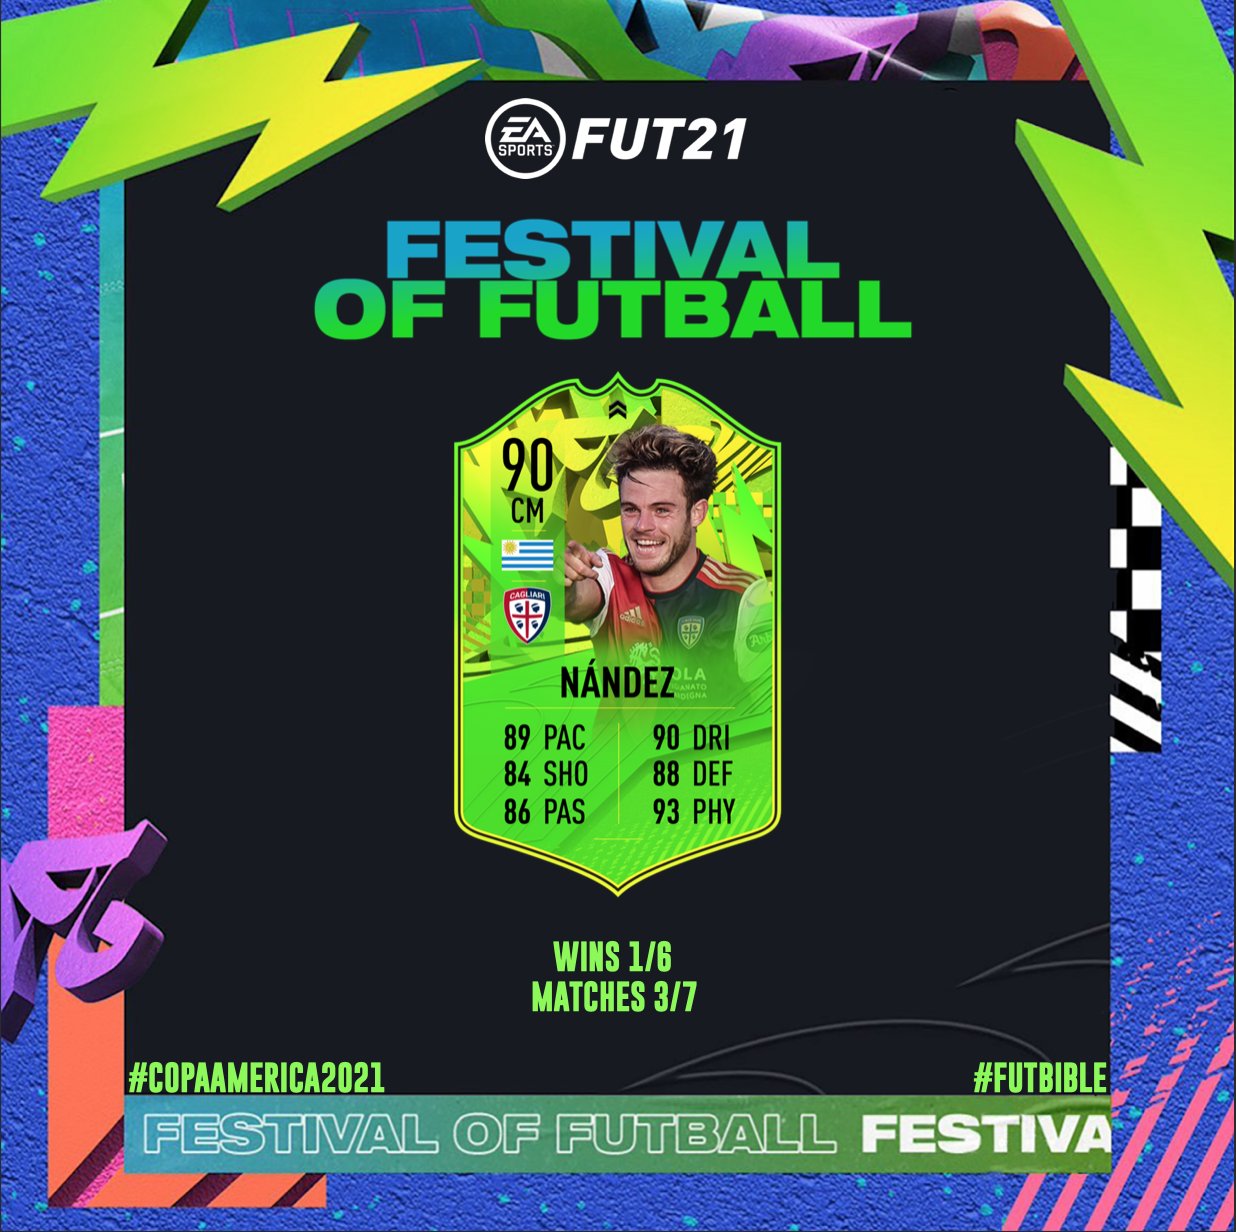 EA
SPORTS
FUT21
FESTIVAL
OF FUTBALL
90
CM
CAGLIARI
adidas
NÁNDEZ
89 PAC
84 SHO
86 PAS
90 DRI
88 DEF
93 PHY
WINS 1/6
MATCHES 3/7
#COPAAMERICA2021
#FUTBIBLE
FESTIVAL OF FUTBALL FESTIVA